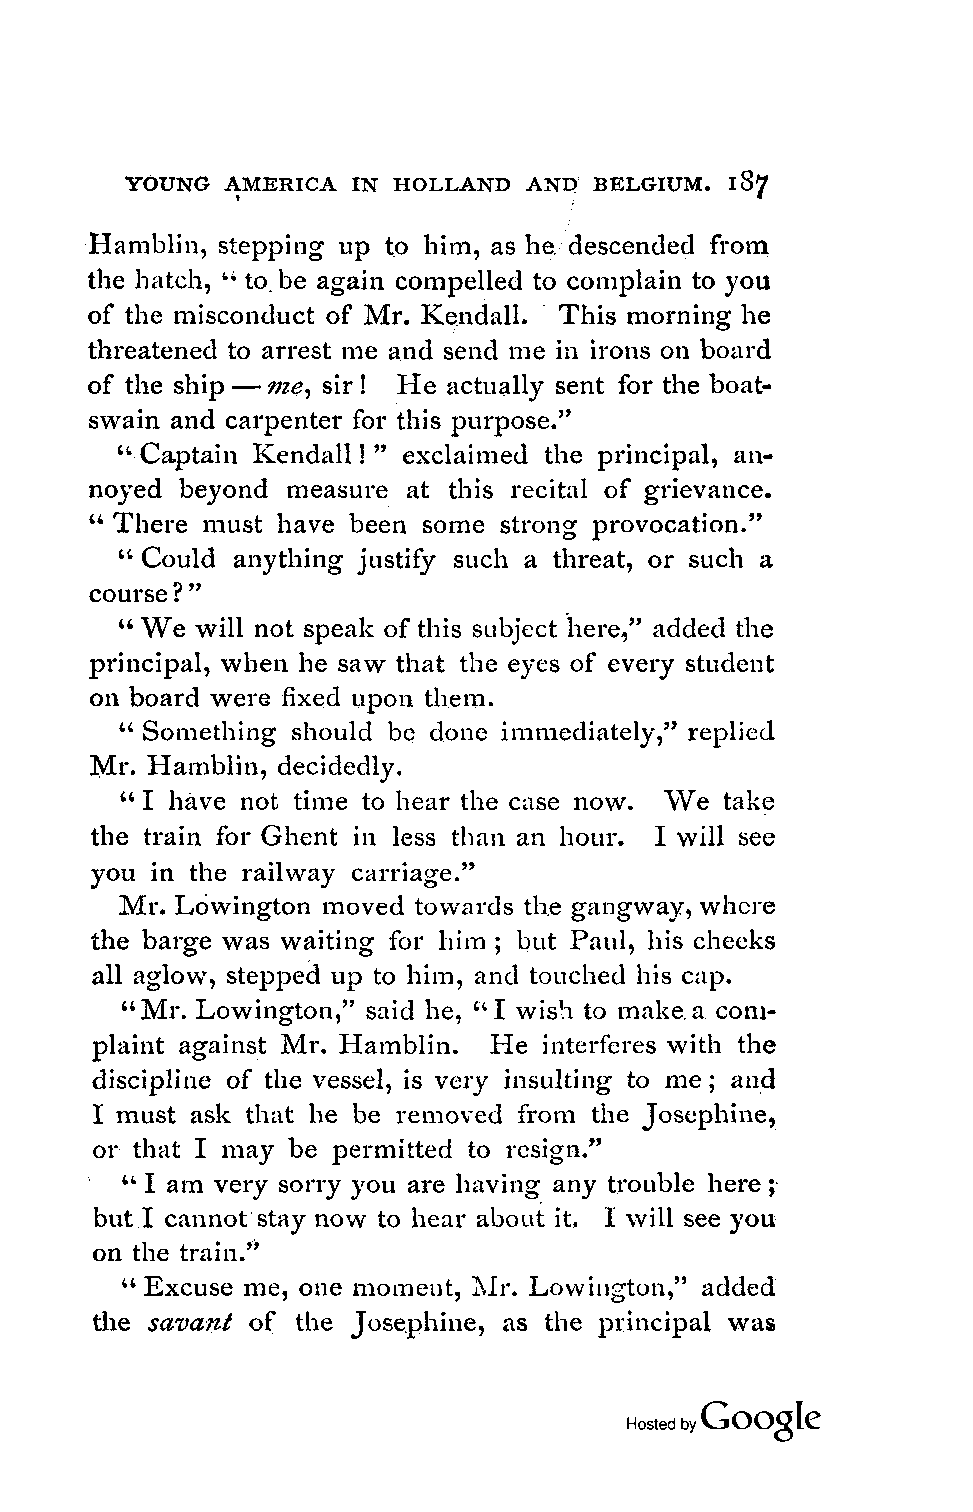 YOUNG AMERICA IN HOLLAND AND BELGIUM. 187
Hamblin, stepping up to him, as he descended from
the hatch, “ to be again compelled to complain to you
of the misconduct of Mr. Kendall. This morning he
threatened to arrest me and send me in irons on board
of the ship — me, sir! He actually sent for the boat-
swain and carpenter for this purpose.”
“ Captain Kendall! ” exclaimed the principal, an-
noyed beyond measure at this recital of grievance.
“ There must have been some strong provocation.”
“ Could anything justify such a threat, or such a
course? ”
“ We will not speak of this subject here,” added the
principal, when he saw that the eyes of every student
on board were fixed upon them.
“ Something should be done immediately,” replied
Mr. Hamblin, decidedly.
“ I have not time to hear the case now. We take
the train for Ghent in less than an hour. I will see
you in the railway carriage.”
Mr. Lowington moved towards the gangway, where
the barge was waiting for him ; but Paul, his cheeks
all aglow, stepped up to him, and touched his cap.
“ Mr. Lowington,” said he, “ I wish to make a com-
plaint against Mr. Hamblin. He interferes with the
discipline of the vessel, is very insulting to me ; and
I must ask that he be removed from the Josephine,
or that I may be permitted to resign.”
“ I am very sorry you are having any trouble here ;
but I cannot stay now to hear about it. I will see you
on the train.”
“ Excuse me, one moment, Mr. Lowington,” added
the savant of the Josephine, as the principal was
Hosted by Google